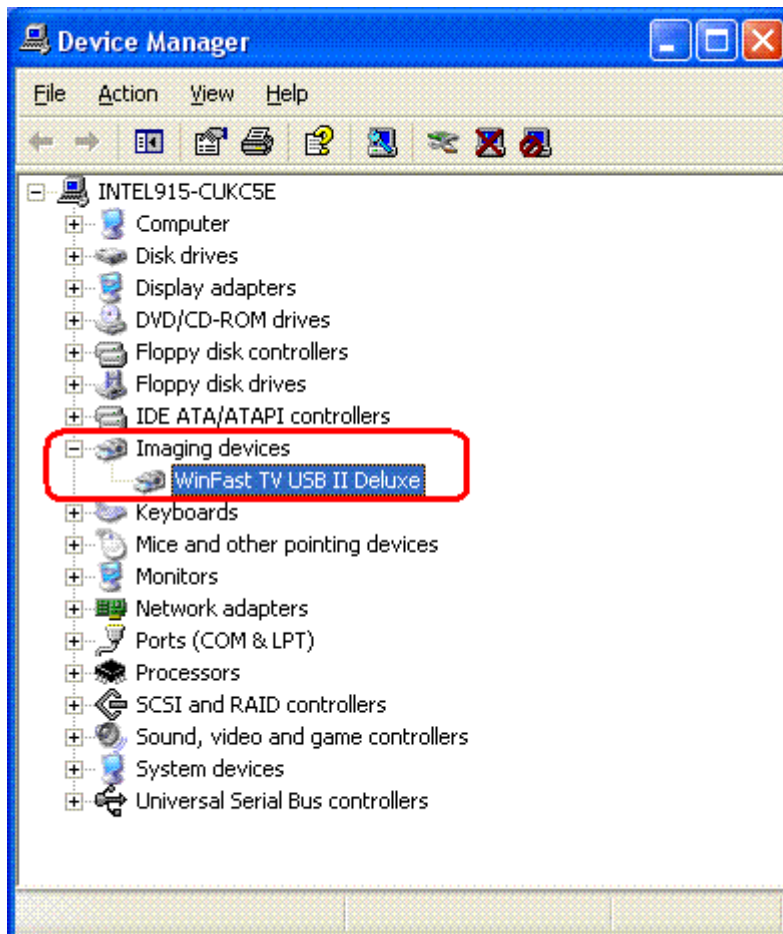 Device Manager
File Action View Help
INTEL915-CUKC5E
Computer
Disk drives
Display adapters
DVD/CD-ROM drives
Floppy disk controllers
Floppy disk drives
IDE ATA/ATAPI controllers
Imaging devices
WinFast TV USB II Deluxe
Keyboards
Mice and other pointing devices
Monitors
Network adapters
Ports (COM & LPT)
Processors
SCSI and RAID controllers
Sound, video and game controllers
System devices
Universal Serial Bus controllers